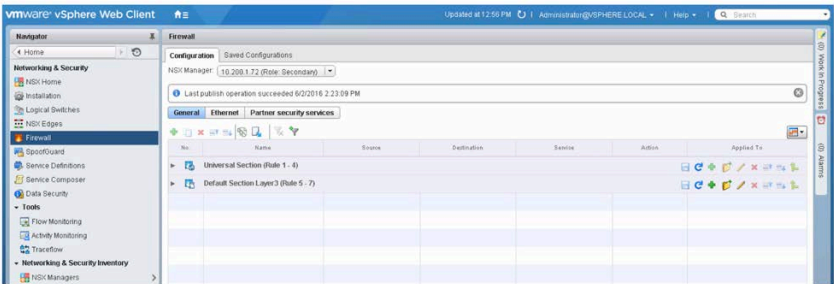 vmware® vSphere Web Client
Updated at 12:56 PM | Administrator@VSPHERE.LOCAL | Help | Search
Navigator
Home
Networking & Security
NSX Home
Installation
Logical Switches
NSX Edges
Firewall
SpoofGuard
Service Definitions
Service Composer
Data Security
Tools
Flow Monitoring
Activity Monitoring
Traceflow
Networking & Security Inventory
NSX Managers
Firewall
Configuration Saved Configurations
NSX Manager: 10.200.1.72 (Role: Secondary)
Last publish operation succeeded 6/2/2016 2:23:09 PM
General Ethernet Partner security services
No. Name Source Destination Service Action Applied To
Universal Section (Rule 1 - 4)
Default Section Layer3 (Rule 5 - 7)
(0) Work In Progress
(0) Alarms